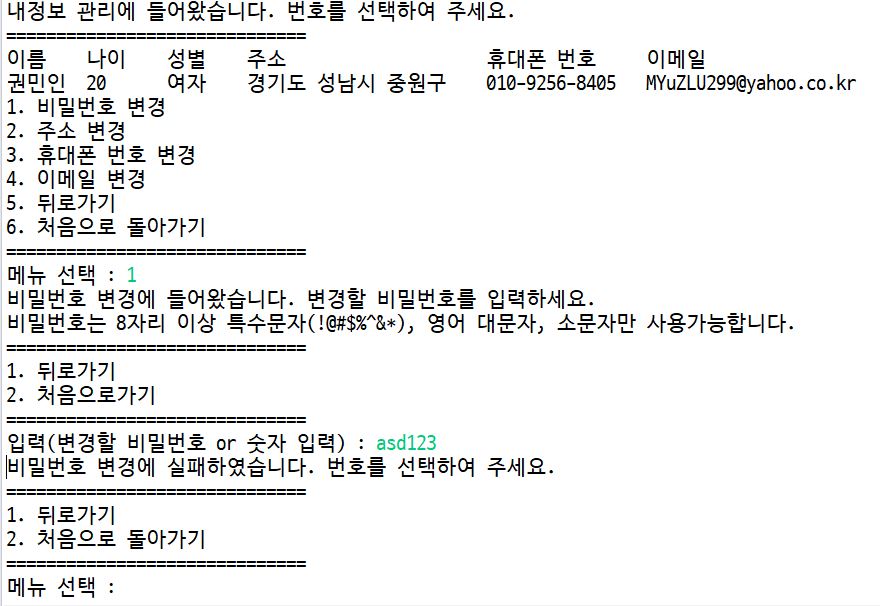 내정보 관리에 들어왔습니다. 번호를 선택하여 주세요.
==============================
이름 나이 성별 주소 휴대폰 번호 이메일
권민인 20 여자 경기도 성남시 중원구 010-9256-8405 MYuZLU299@yahoo.co.kr
1. 비밀번호 변경
2. 주소 변경
3. 휴대폰 번호 변경
4. 이메일 변경
5. 뒤로가기
6. 처음으로 돌아가기
==============================
메뉴 선택 : 1
비밀번호 변경에 들어왔습니다. 변경할 비밀번호를 입력하세요.
비밀번호는 8자리 이상 특수문자(!@#$%^&*), 영어 대문자, 소문자만 사용가능합니다.
==============================
1. 뒤로가기
2. 처음으로가기
==============================
입력(변경할 비밀번호 or 숫자 입력) : asd123
비밀번호 변경에 실패하였습니다. 번호를 선택하여 주세요.
==============================
1. 뒤로가기
2. 처음으로 돌아가기
==============================
메뉴 선택 :